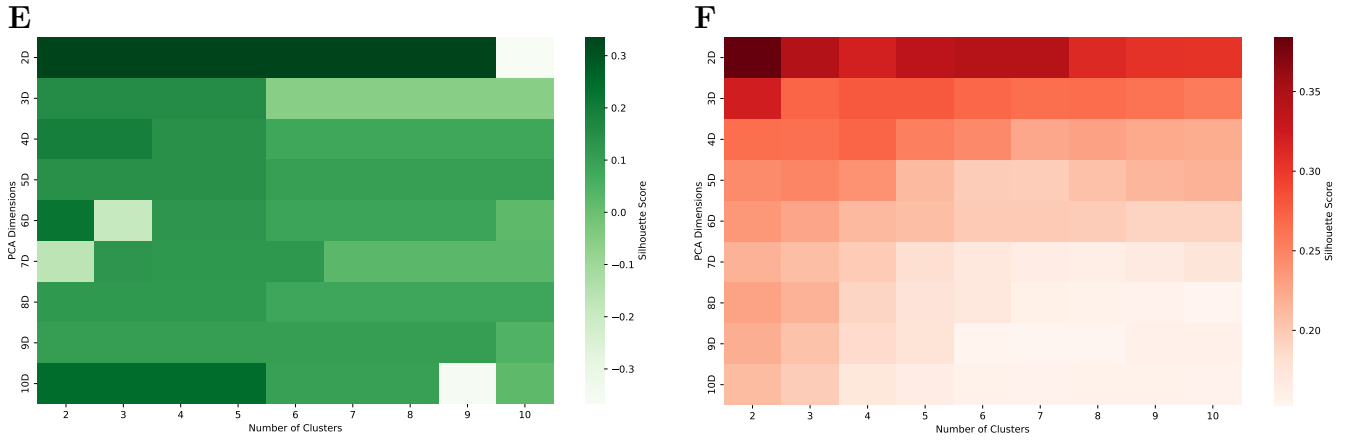 E
PCA Dimensions
2D
3D
4D
5D
6D
7D
8D
9D
10D
2 3 4 5 6 7 8 9 10
Number of Clusters
0.3
0.2
0.1
0.0
−0.1
−0.2
−0.3
Silhouette Score
F
PCA Dimensions
2D
3D
4D
5D
6D
7D
8D
9D
10D
2 3 4 5 6 7 8 9 10
Number of Clusters
0.35
0.30
0.25
0.20
Silhouette Score